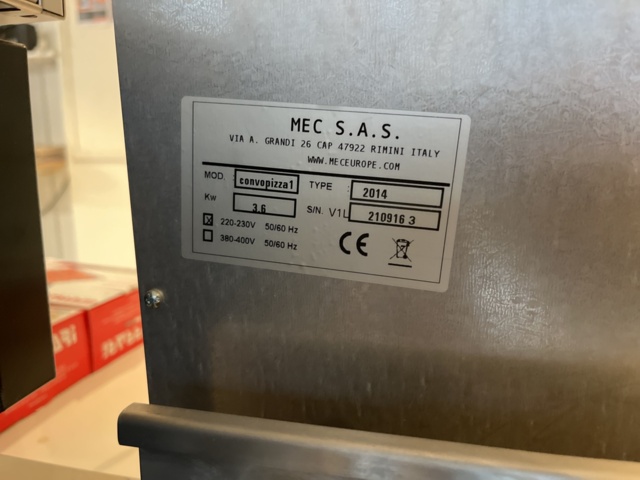 MEC S.A.S.
VIA A. GRANDI 26 CAP 47922 RIMINI ITALY
WWW.MECEUROPE.COM
MOD. convopizza1 TYPE 2014
Kw 3.6 S/N. V1L 210916 3
220-230V 50/60 Hz
380-400V 50/60 Hz
CE